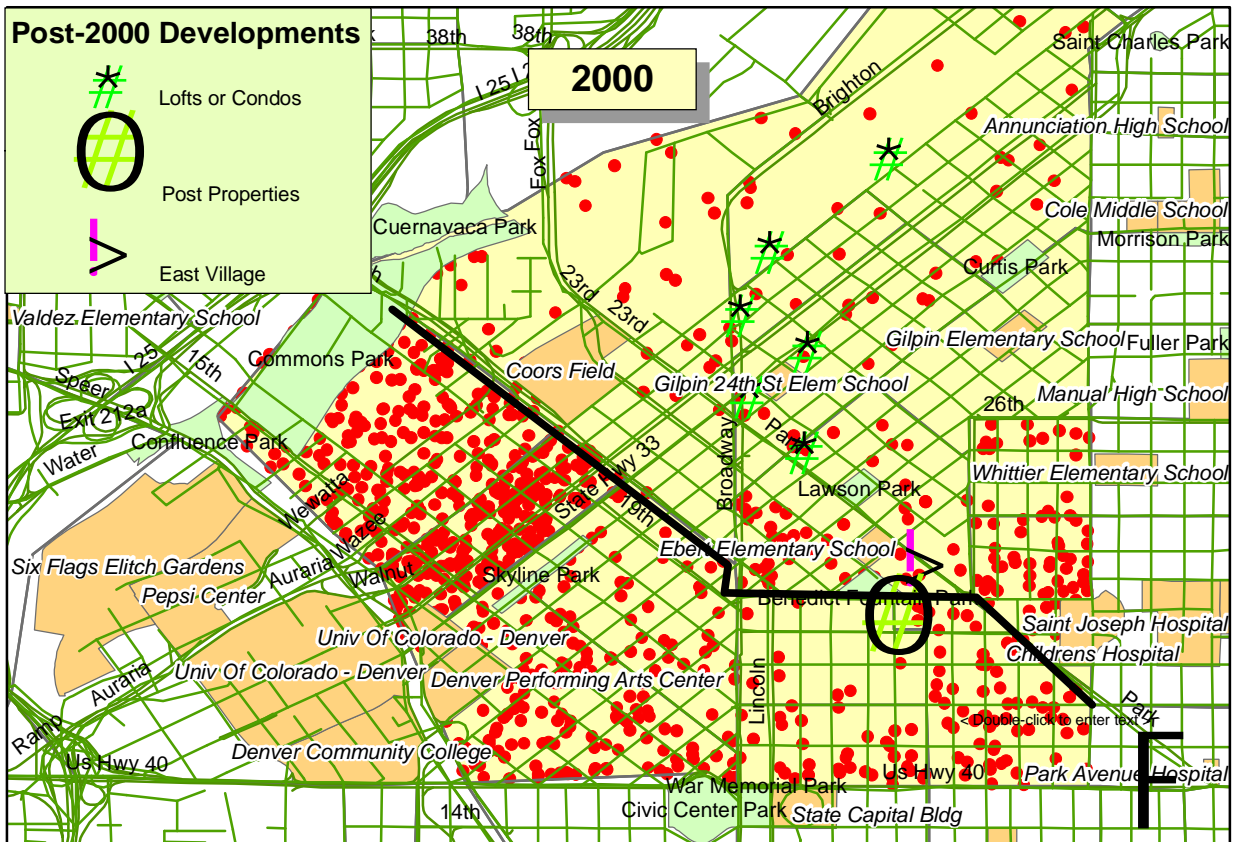 Post-2000 Developments
Lofts or Condos
Post Properties
East Village
2000
38th
38th
I 25
Brighton
Fox Fox
Saint Charles Park
Annunciation High School
Cole Middle School
Morrison Park
Cuernavaca Park
Curtis Park
23rd
23rd
Valdez Elementary School
Commons Park
I 25
15th
Speer
Exit 212a
Water
Confluence Park
Coors Field
Gilpin Elementary School
Fuller Park
Gilpin 24th St Elem School
Manual High School
26th
Park
Broadway
Whittier Elementary School
Lawson Park
State Hwy 33
19th
Wewatta
Wazee
Auraria
Walnut
Skyline Park
Ebert Elementary School
Six Flags Elitch Gardens
Pepsi Center
Benedict Fountain Park
Univ Of Colorado - Denver
Saint Joseph Hospital
Childrens Hospital
Univ Of Colorado - Denver
Denver Performing Arts Center
Auraria
Lincoln
Park
< Double-click to enter text >
Ramp
Denver Community College
Us Hwy 40
Us Hwy 40
Park Avenue Hospital
War Memorial Park
Civic Center Park
State Capital Bldg
14th